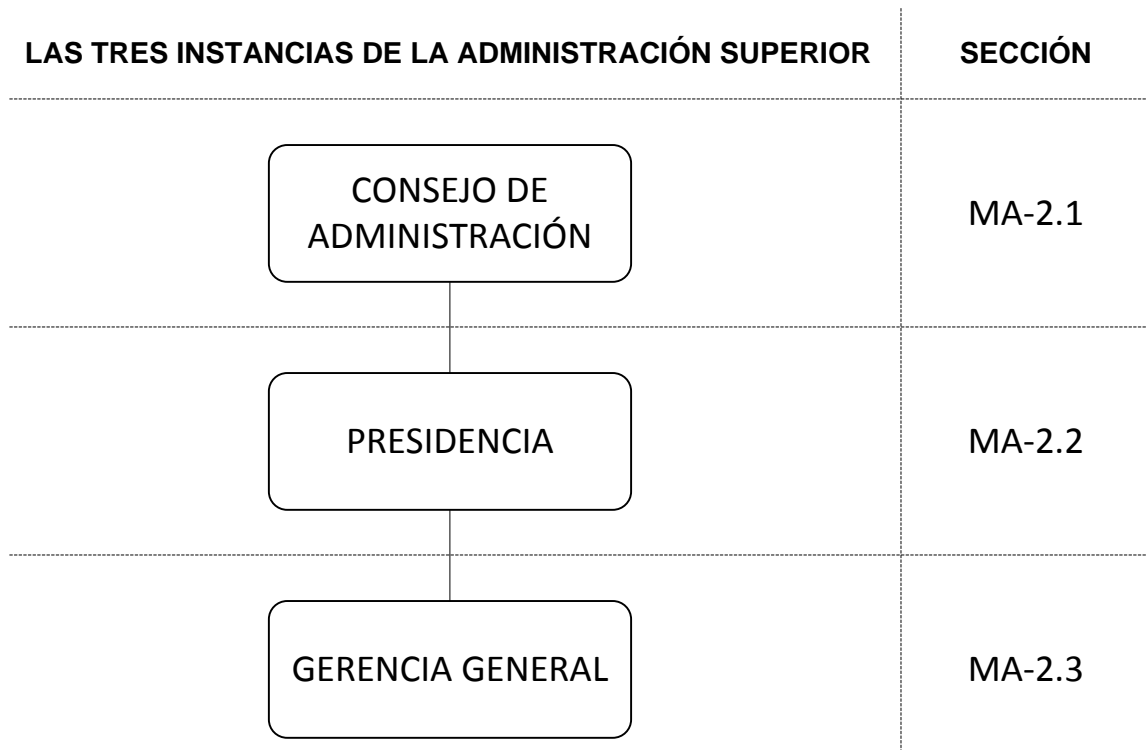 LAS TRES INSTANCIAS DE LA ADMINISTRACIÓN SUPERIOR
SECCIÓN
CONSEJO DE
ADMINISTRACIÓN
MA-2.1
PRESIDENCIA
MA-2.2
GERENCIA GENERAL
MA-2.3